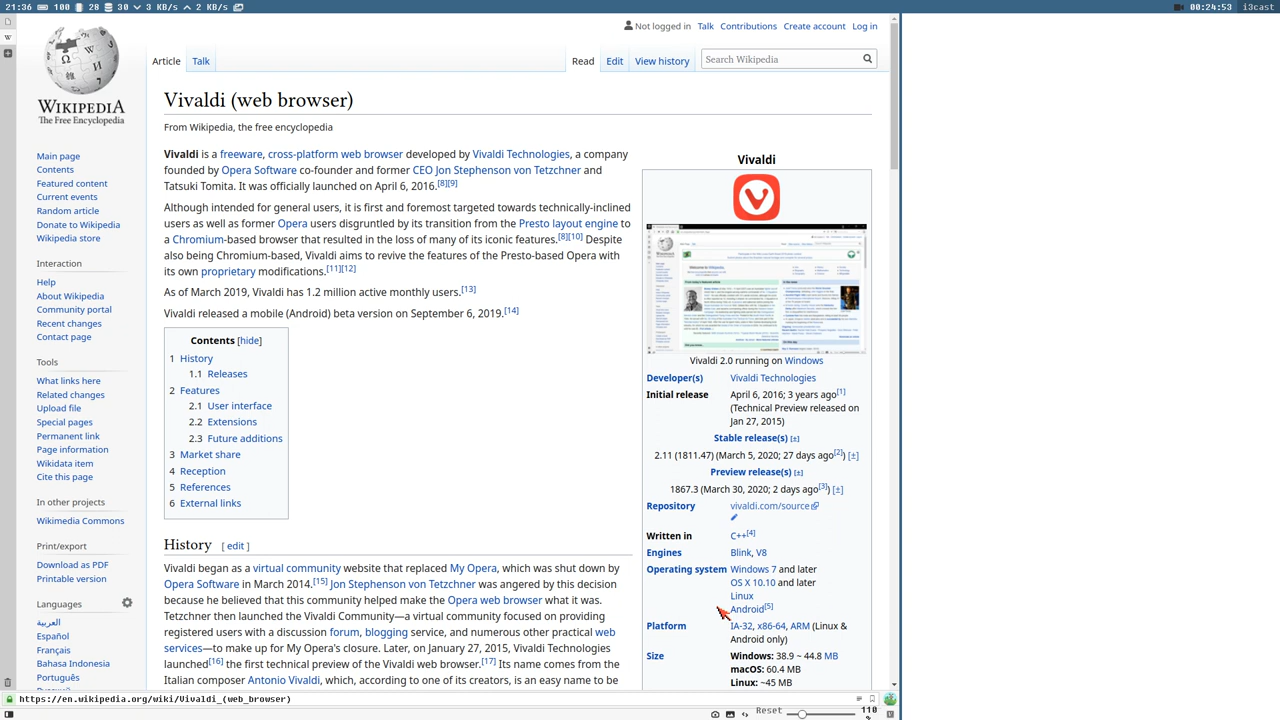 21:36 100 28 30 3 KB/s 2 KB/s
00:24:53 i3cast
WIKIPEDIA
The Free Encyclopedia
Main page
Contents
Featured content
Current events
Random article
Donate to Wikipedia
Wikipedia store
Interaction
Help
About Wikipedia
Community portal
Recent changes
Contact page
Tools
What links here
Related changes
Upload file
Special pages
Permanent link
Page information
Wikidata item
Cite this page
In other projects
Wikimedia Commons
Print/export
Download as PDF
Printable version
Languages
العربية
Español
Français
Bahasa Indonesia
Português
Not logged in Talk Contributions Create account Log in
Article Talk Read Edit View history Search Wikipedia
Vivaldi (web browser)
From Wikipedia, the free encyclopedia
Vivaldi is a freeware, cross-platform web browser developed by Vivaldi Technologies, a company
founded by Opera Software co-founder and former CEO Jon Stephenson von Tetzchner and
Tatsuki Tomita. It was officially launched on April 6, 2016.[8][9]
Although intended for general users, it is first and foremost targeted towards technically-inclined
users as well as former Opera users disgruntled by its transition from the Presto layout engine to
a Chromium-based browser that resulted in the loss of many of its iconic features.[8][10] Despite
also being Chromium-based, Vivaldi aims to revive the features of the Presto-based Opera with
its own proprietary modifications.[11][12]
As of March 2019, Vivaldi has 1.2 million active monthly users.[13]
Vivaldi released a mobile (Android) beta version on September 6, 2019.[14]
Contents [hide]
1 History
1.1 Releases
2 Features
2.1 User interface
2.2 Extensions
2.3 Future additions
3 Market share
4 Reception
5 References
6 External links
History [ edit ]
Vivaldi began as a virtual community website that replaced My Opera, which was shut down by
Opera Software in March 2014.[15] Jon Stephenson von Tetzchner was angered by this decision
because he believed that this community helped make the Opera web browser what it was.
Tetzchner then launched the Vivaldi Community—a virtual community focused on providing
registered users with a discussion forum, blogging service, and numerous other practical web
services—to make up for My Opera's closure. Later, on January 27, 2015, Vivaldi Technologies
launched[16] the first technical preview of the Vivaldi web browser.[17] Its name comes from the
Italian composer Antonio Vivaldi, which, according to one of its creators, is an easy name to be
Vivaldi
Vivaldi 2.0 running on Windows
Developer(s) Vivaldi Technologies
Initial release April 6, 2016; 3 years ago[1]
(Technical Preview released on
Jan 27, 2015)
Stable release(s) [±]
2.11 (1811.47) (March 5, 2020; 27 days ago[2]) [±]
Preview release(s) [±]
1867.3 (March 30, 2020; 2 days ago[3]) [±]
Repository vivaldi.com/source
Written in C++[4]
Engines Blink, V8
Operating system Windows 7 and later
OS X 10.10 and later
Linux
Android[5]
Platform IA-32, x86-64, ARM (Linux &
Android only)
Size Windows: 38.9 ~ 44.8 MB
macOS: 60.4 MB
Linux: ~45 MB
https://en.wikipedia.org/wiki/Vivaldi_(web_browser)
Reset 110 %